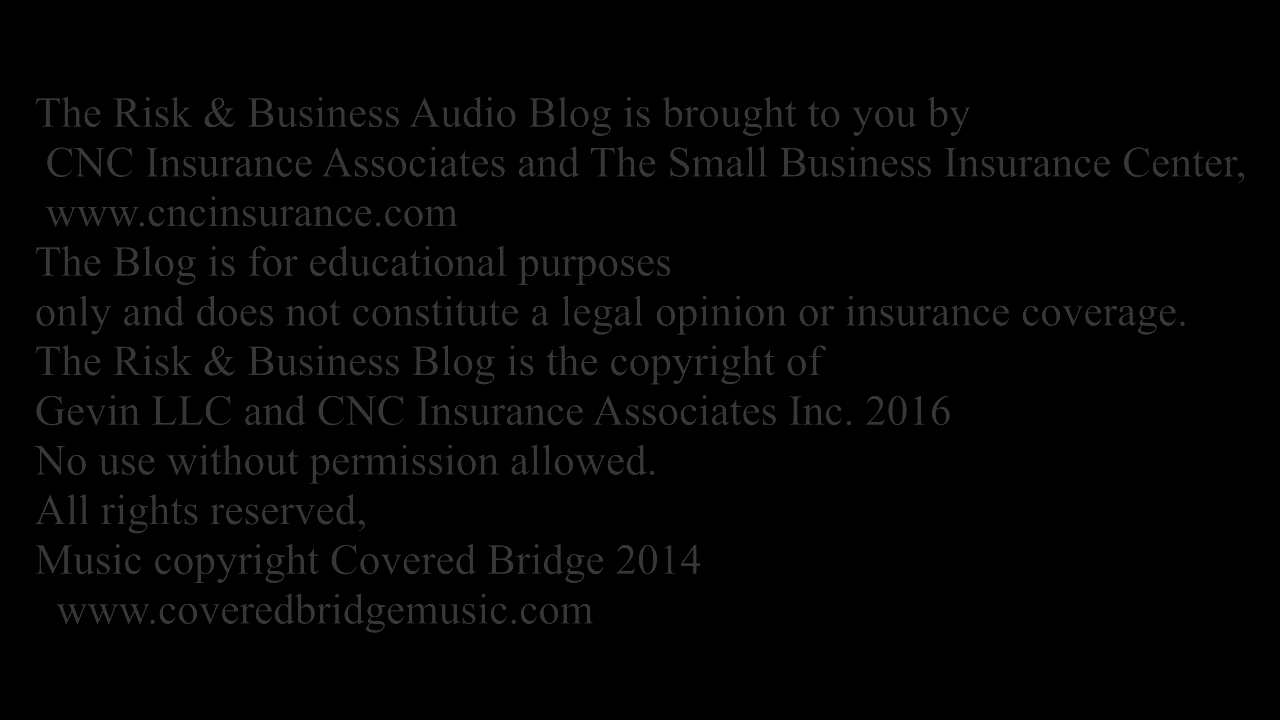 The Risk & Business Audio Blog is brought to you by
CNC Insurance Associates and The Small Business Insurance Center,
www.cncinsurance.com
The Blog is for educational purposes
only and does not constitute a legal opinion or insurance coverage.
The Risk & Business Blog is the copyright of
Gevin LLC and CNC Insurance Associates Inc. 2016
No use without permission allowed.
All rights reserved,
Music copyright Covered Bridge 2014
www.coveredbridgemusic.com